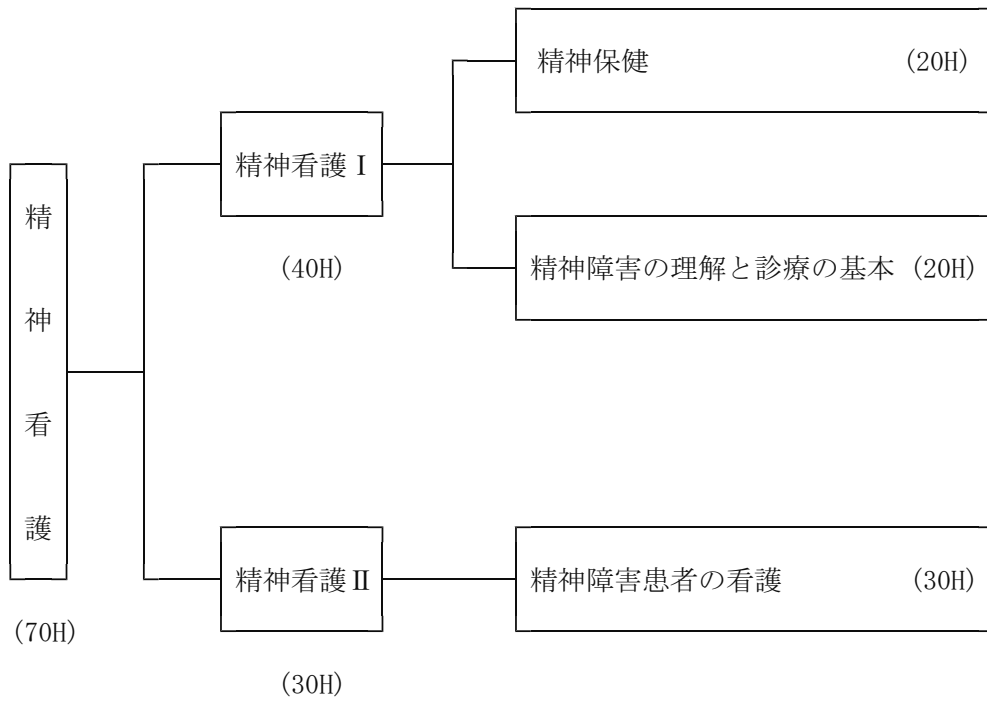 精神看護
(70H)
精神看護Ⅰ
(40H)
精神保健 (20H)
精神障害の理解と診療の基本 (20H)
精神看護Ⅱ
(30H)
精神障害患者の看護 (30H)